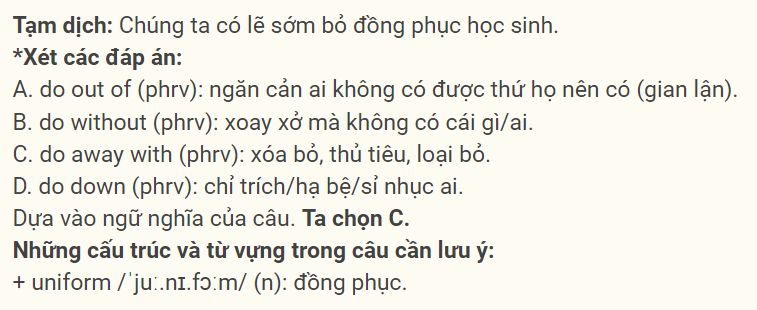 Tạm dịch: Chúng ta có lẽ sớm bỏ đồng phục học sinh.
*Xét các đáp án:
A. do out of (phrv): ngăn cản ai không có được thứ họ nên có (gian lận).
B. do without (phrv): xoay xở mà không có cái gì/ai.
C. do away with (phrv): xóa bỏ, thủ tiêu, loại bỏ.
D. do down (phrv): chỉ trích/hạ bệ/sỉ nhục ai.
Dựa vào ngữ nghĩa của câu. Ta chọn C.
Những cấu trúc và từ vựng trong câu cần lưu ý:
+ uniform /ˈjuː.nɪ.fɔːm/ (n): đồng phục.